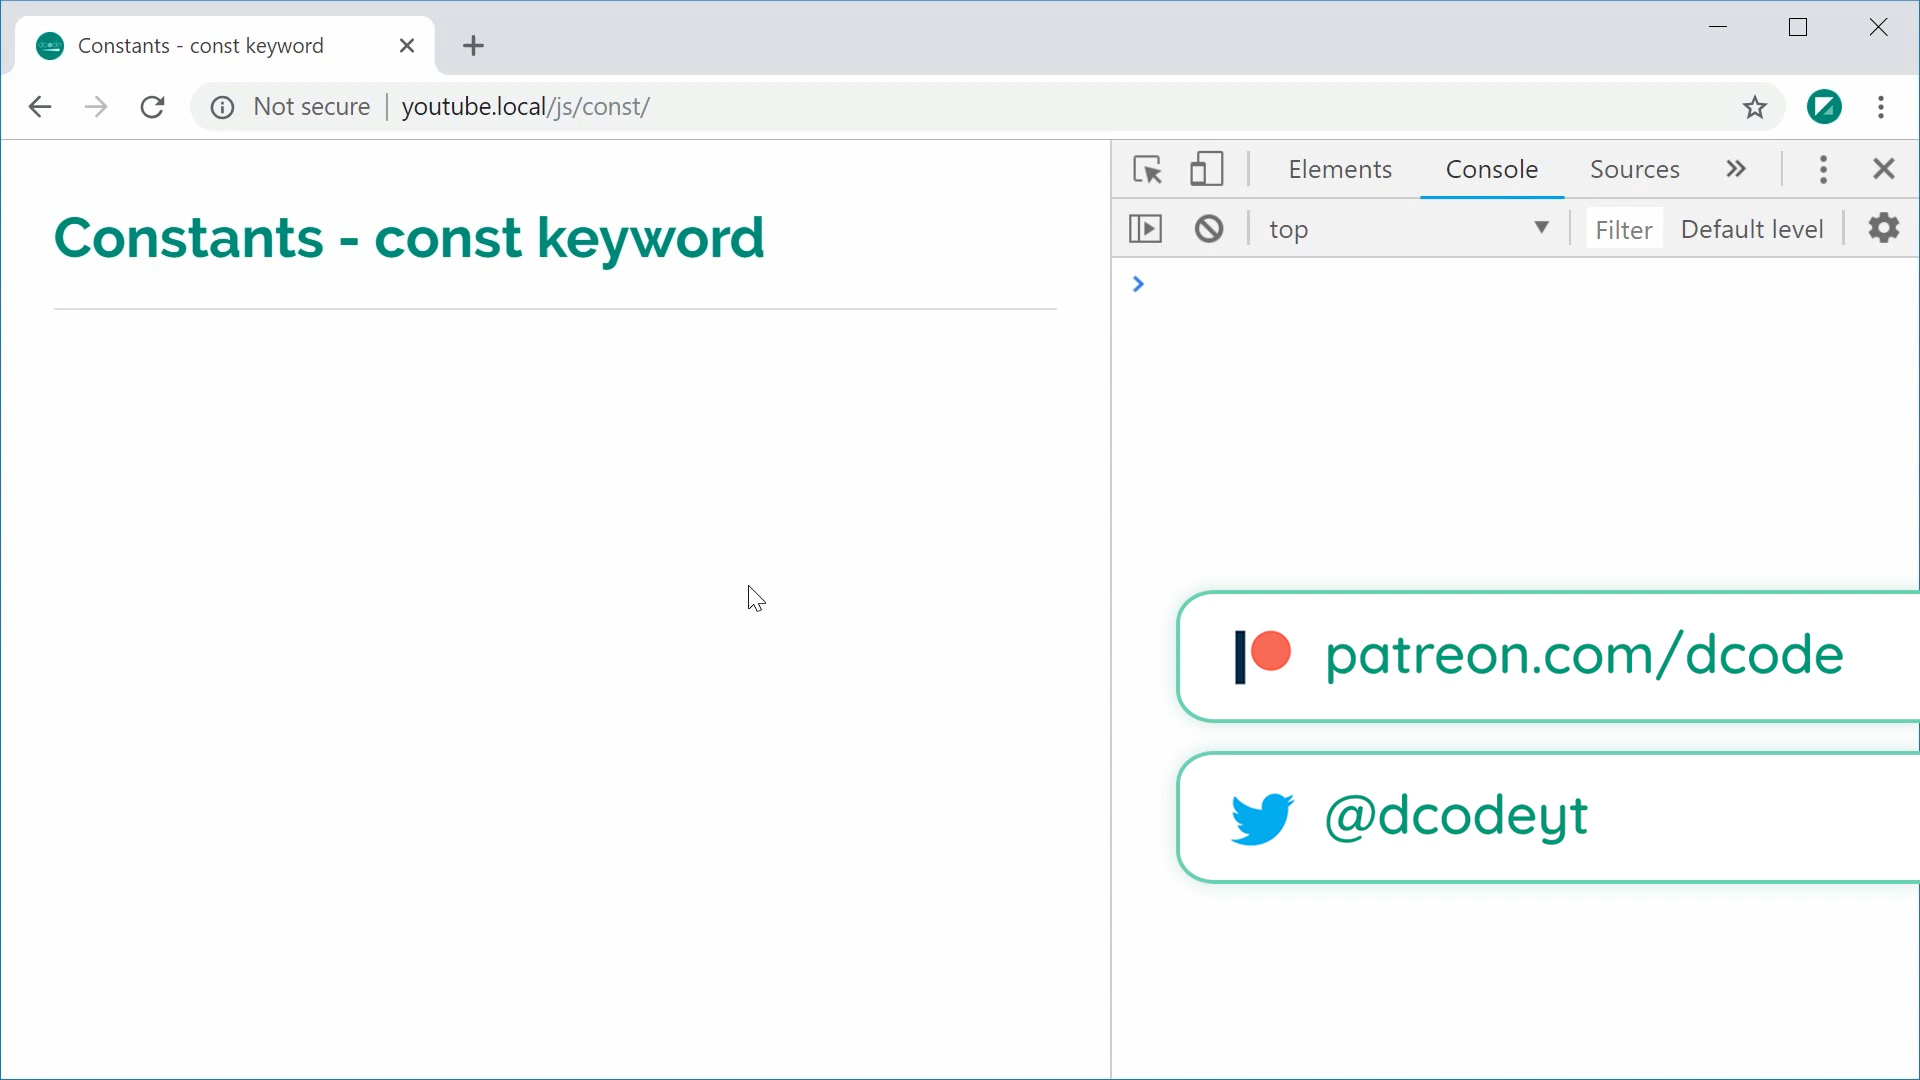 Constants - const keyword
Not secure | youtube.local/js/const/
Elements Console Sources »
top Filter Default level
Constants - const keyword
patreon.com/dcode
@dcodeyt